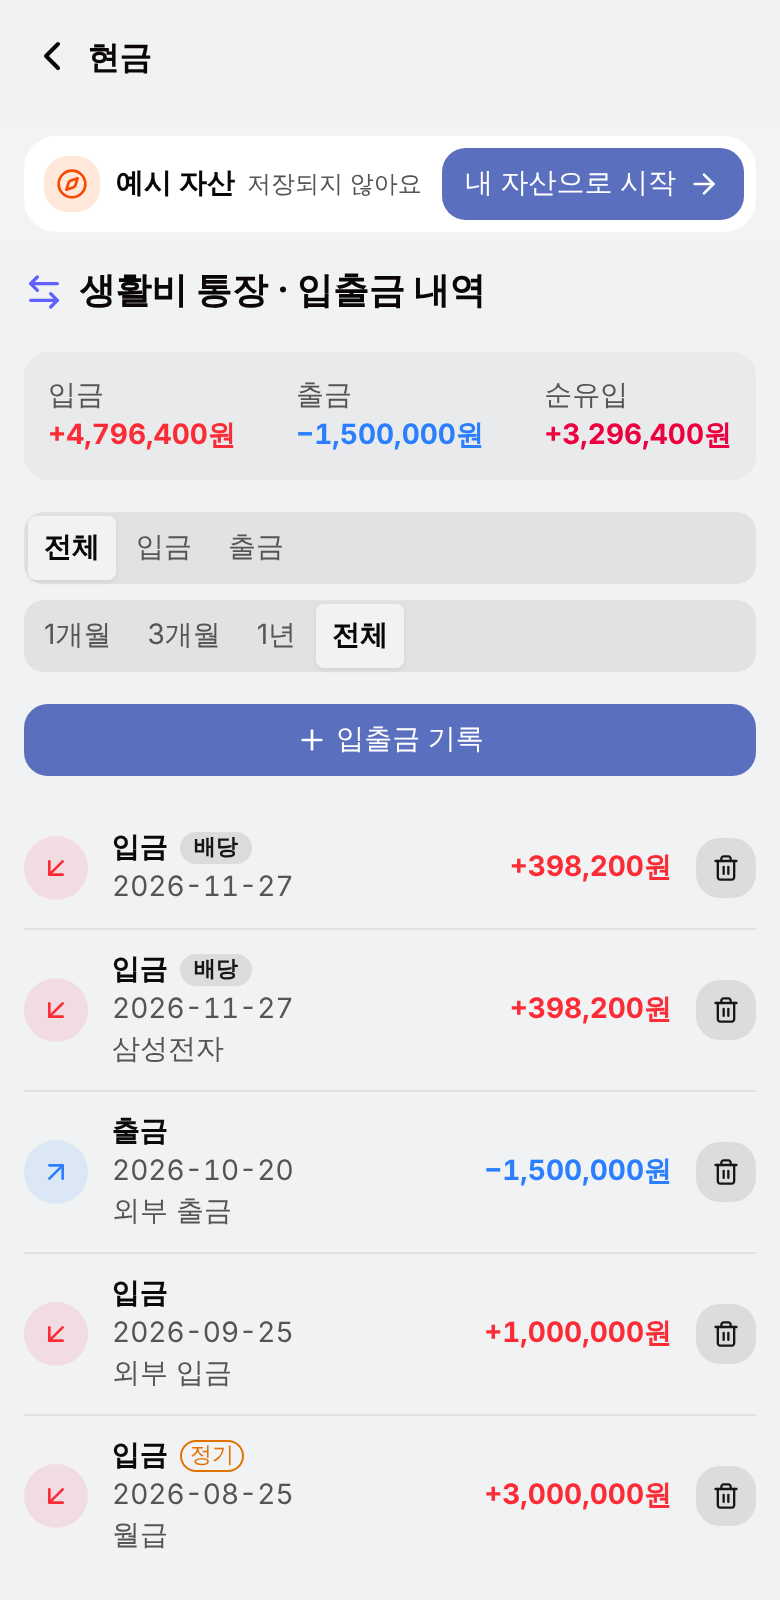 현금
예시 자산 저장되지 않아요 내 자산으로 시작 →
생활비 통장 · 입출금 내역
입금 출금 순유입
+4,796,400원 −1,500,000원 +3,296,400원
전체 입금 출금
1개월 3개월 1년 전체
+ 입출금 기록
입금 배당
2026-11-27
+398,200원
입금 배당
2026-11-27
+398,200원
삼성전자
출금
2026-10-20
−1,500,000원
외부 출금
입금
2026-09-25
+1,000,000원
외부 입금
입금 정기
2026-08-25
+3,000,000원
월급